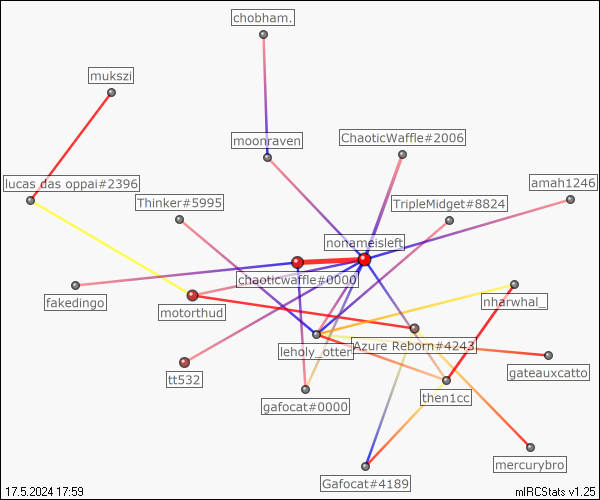 chobham.
mukszi
moonraven
ChaoticWaffle#2006
lucas das oppai#2396
amah1246
Thinker#5995
TripleMidget#8824
nonameisleft
chaoticwaffle#0000
fakedingo
nharwhal_
motorthud
leholy_otter
Azure Reborn#4243
gateauxcatto
tt532
then1cc
gafocat#0000
mercurybro
Gafocat#4189
17.5.2024 17:59
mIRCStats v1.25